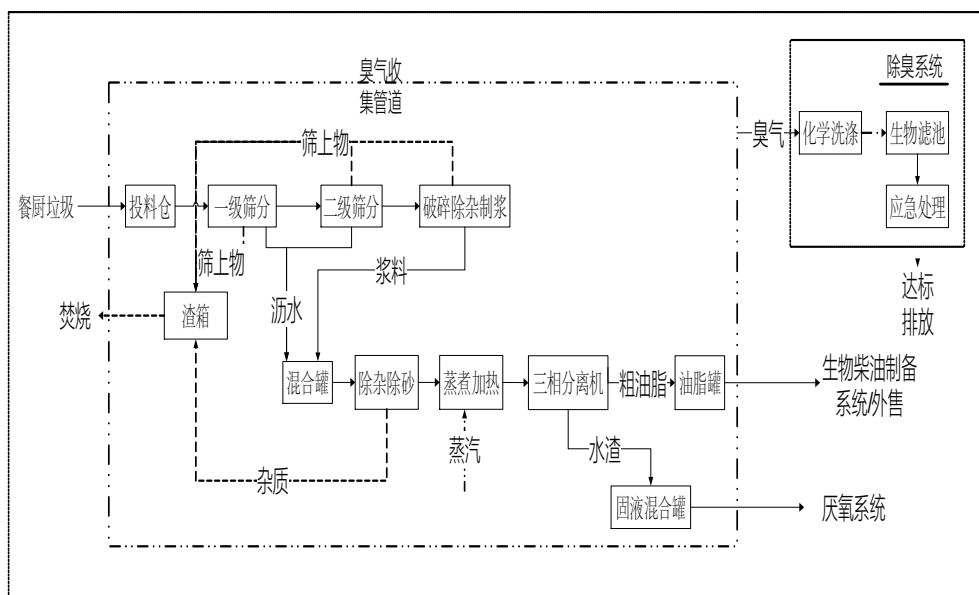 臭气收
集管道
除臭系统
臭气
化学洗涤
生物滤池
应急处理
达标
排放
筛上物
餐厨垃圾
投料仓
一级筛分
二级筛分
破碎除杂制浆
筛上物
浆料
沥水
焚烧
渣箱
混合罐
除杂除砂
蒸煮加热
三相分离机
粗油脂
油脂罐
生物柴油制备
系统/外售
杂质
蒸汽
水渣
固液混合罐
厌氧系统